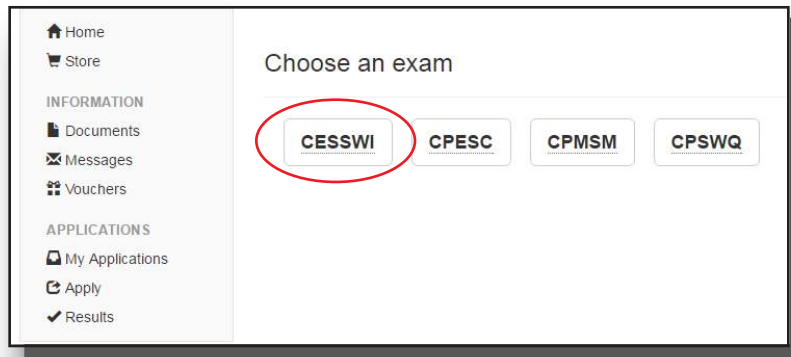 Home
Store
INFORMATION
Documents
Messages
Vouchers
APPLICATIONS
My Applications
Apply
Results
Choose an exam
CESSWI CPESC CPMSM CPSWQ